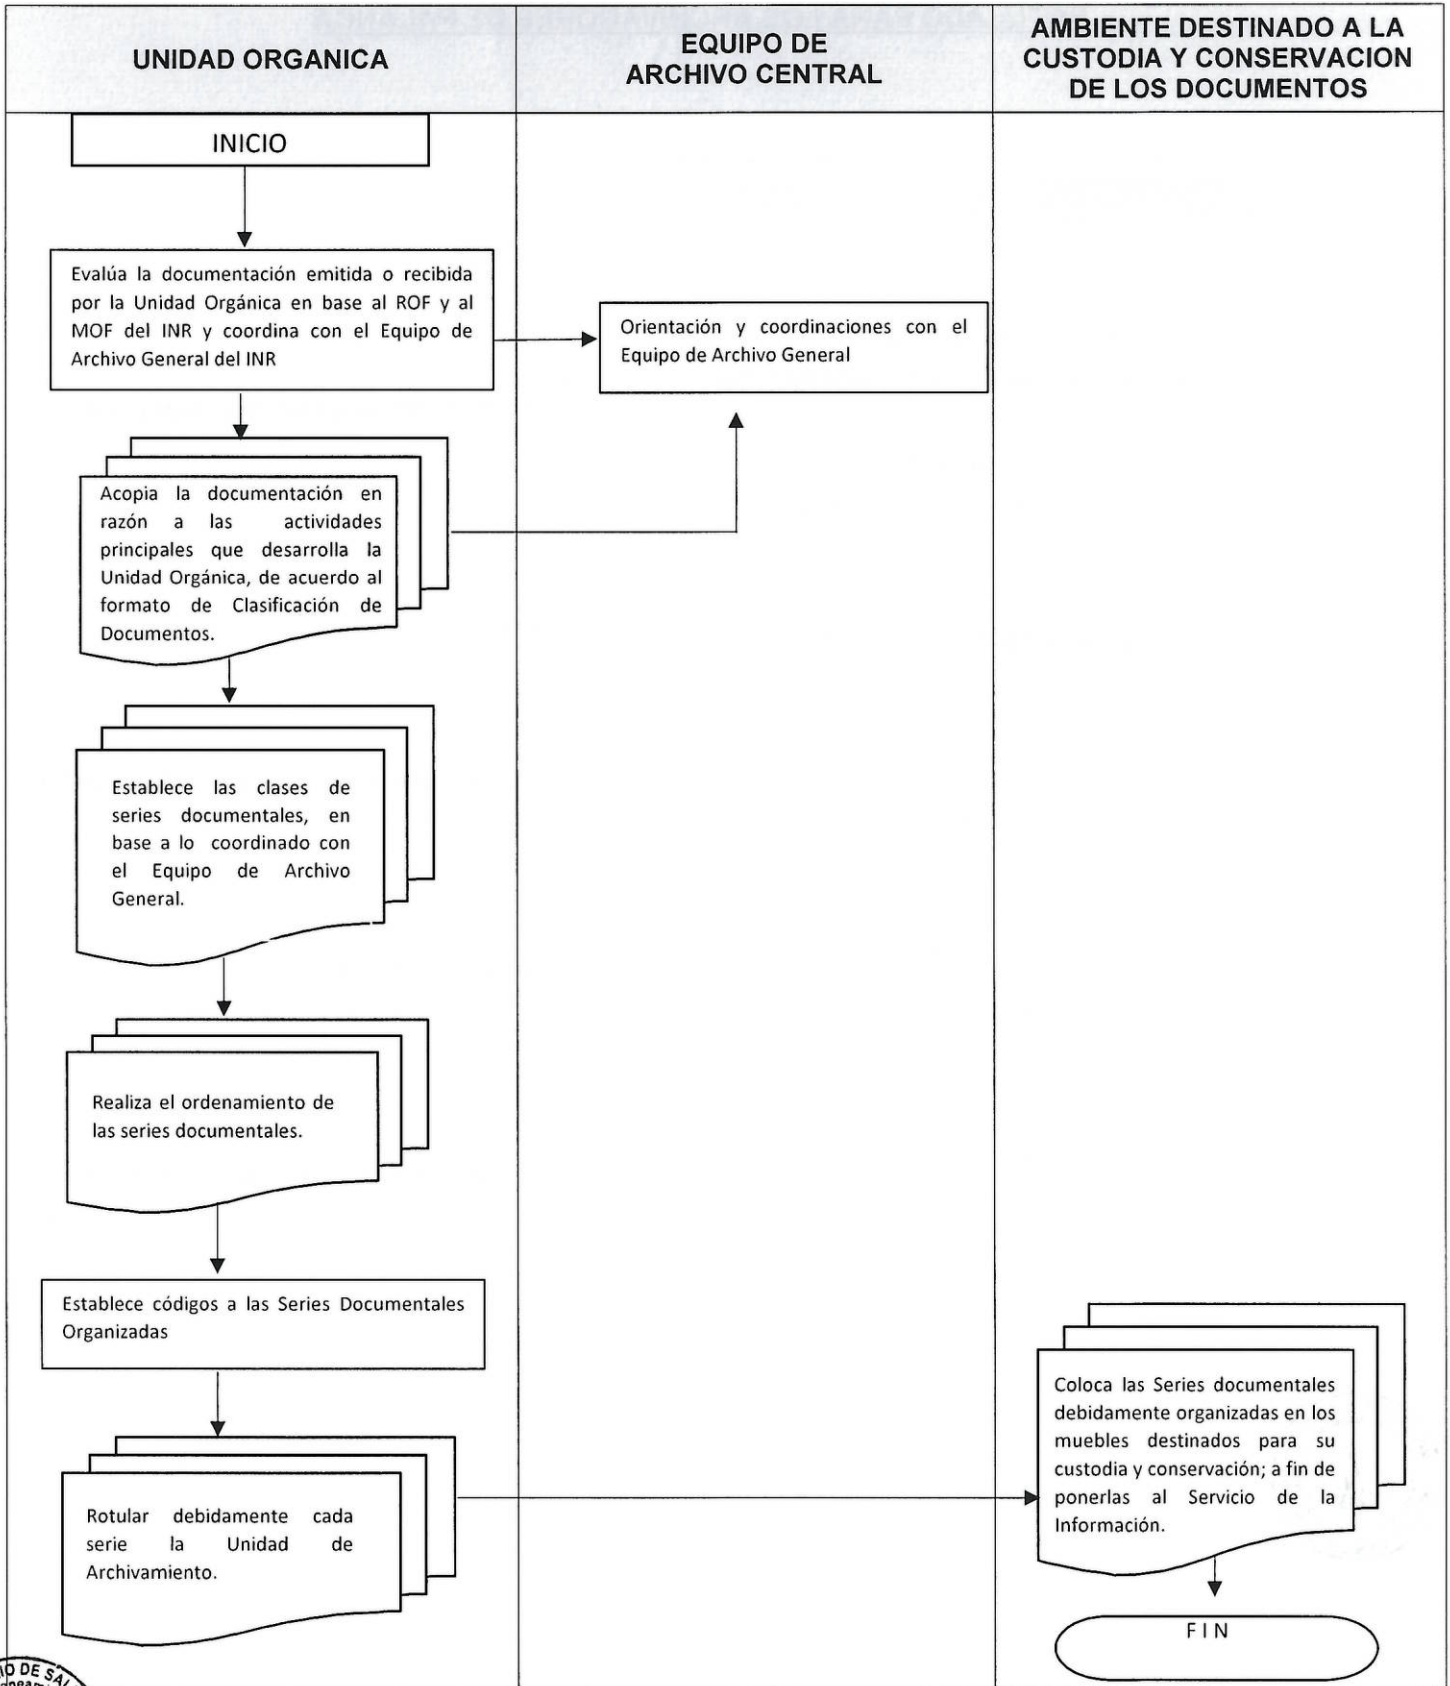 UNIDAD ORGANICA
EQUIPO DE
ARCHIVO CENTRAL
AMBIENTE DESTINADO A LA
CUSTODIA Y CONSERVACION
DE LOS DOCUMENTOS
INICIO
Evalúa la documentación emitida o recibida
por la Unidad Orgánica en base al ROF y al
MOF del INR y coordina con el Equipo de
Archivo General del INR
Orientación y coordinaciones con el
Equipo de Archivo General
Acopia la documentación en
razón a las actividades
principales que desarrolla la
Unidad Orgánica, de acuerdo al
formato de Clasificación de
Documentos.
Establece las clases de
series documentales, en
base a lo coordinado con
el Equipo de Archivo
General.
Realiza el ordenamiento de
las series documentales.
Establece códigos a las Series Documentales
Organizadas
Rotular debidamente cada
serie la Unidad de
Archivamiento.
Coloca las Series documentales
debidamente organizadas en los
muebles destinados para su
custodia y conservación; a fin de
ponerlas al Servicio de la
Información.
F I N
DE